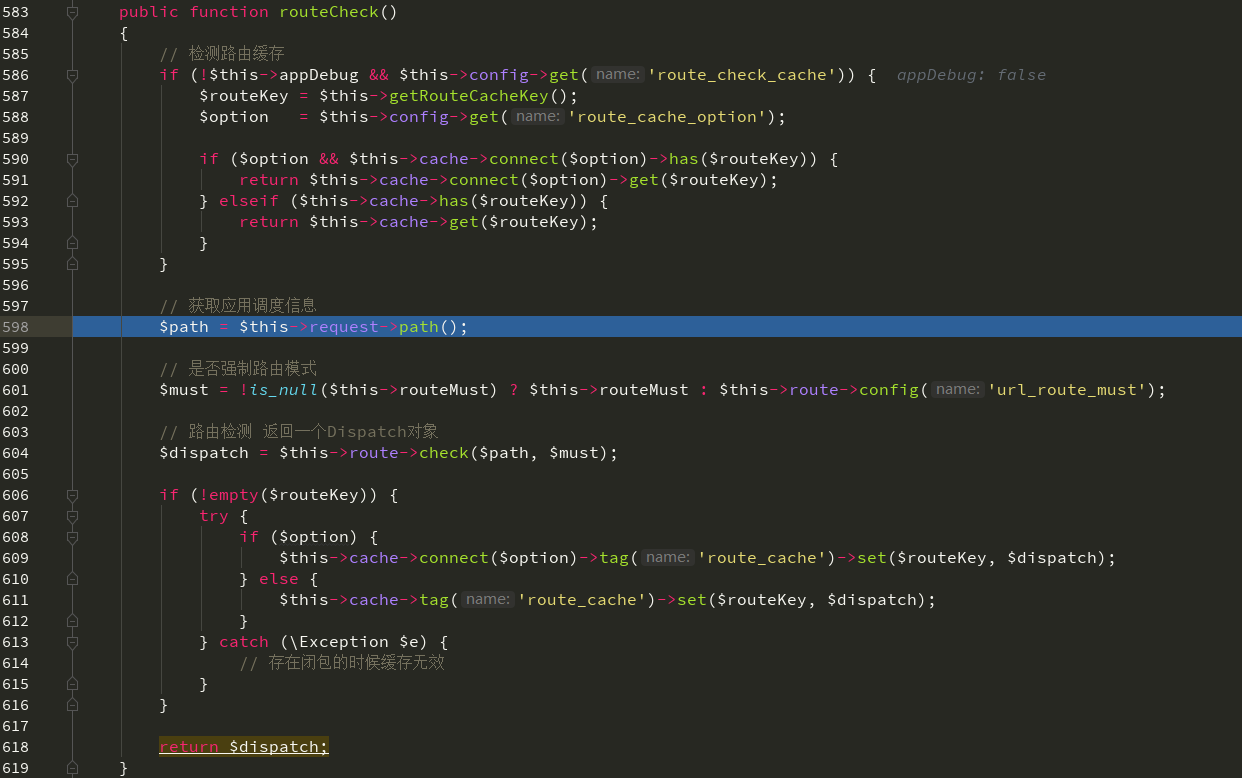 583 public function routeCheck()
584 {
585 // 检测路由缓存
586 if (!$this->appDebug && $this->config->get( name: 'route_check_cache')) { appDebug: false
587 $routeKey = $this->getRouteCacheKey();
588 $option   = $this->config->get( name: 'route_cache_option');
589
590 if ($option && $this->cache->connect($option)->has($routeKey)) {
591 return $this->cache->connect($option)->get($routeKey);
592 } elseif ($this->cache->has($routeKey)) {
593 return $this->cache->get($routeKey);
594 }
595 }
596
597 // 获取应用调度信息
598 $path = $this->request->path();
599
600 // 是否强制路由模式
601 $must = !is_null($this->routeMust) ? $this->routeMust : $this->route->config( name: 'url_route_must');
602
603 // 路由检测 返回一个Dispatch对象
604 $dispatch = $this->route->check($path, $must);
605
606 if (!empty($routeKey)) {
607 try {
608 if ($option) {
609 $this->cache->connect($option)->tag( name: 'route_cache')->set($routeKey, $dispatch);
610 } else {
611 $this->cache->tag( name: 'route_cache')->set($routeKey, $dispatch);
612 }
613 } catch (\Exception $e) {
614 // 存在闭包的时候缓存无效
615 }
616 }
617
618 return $dispatch;
619 }